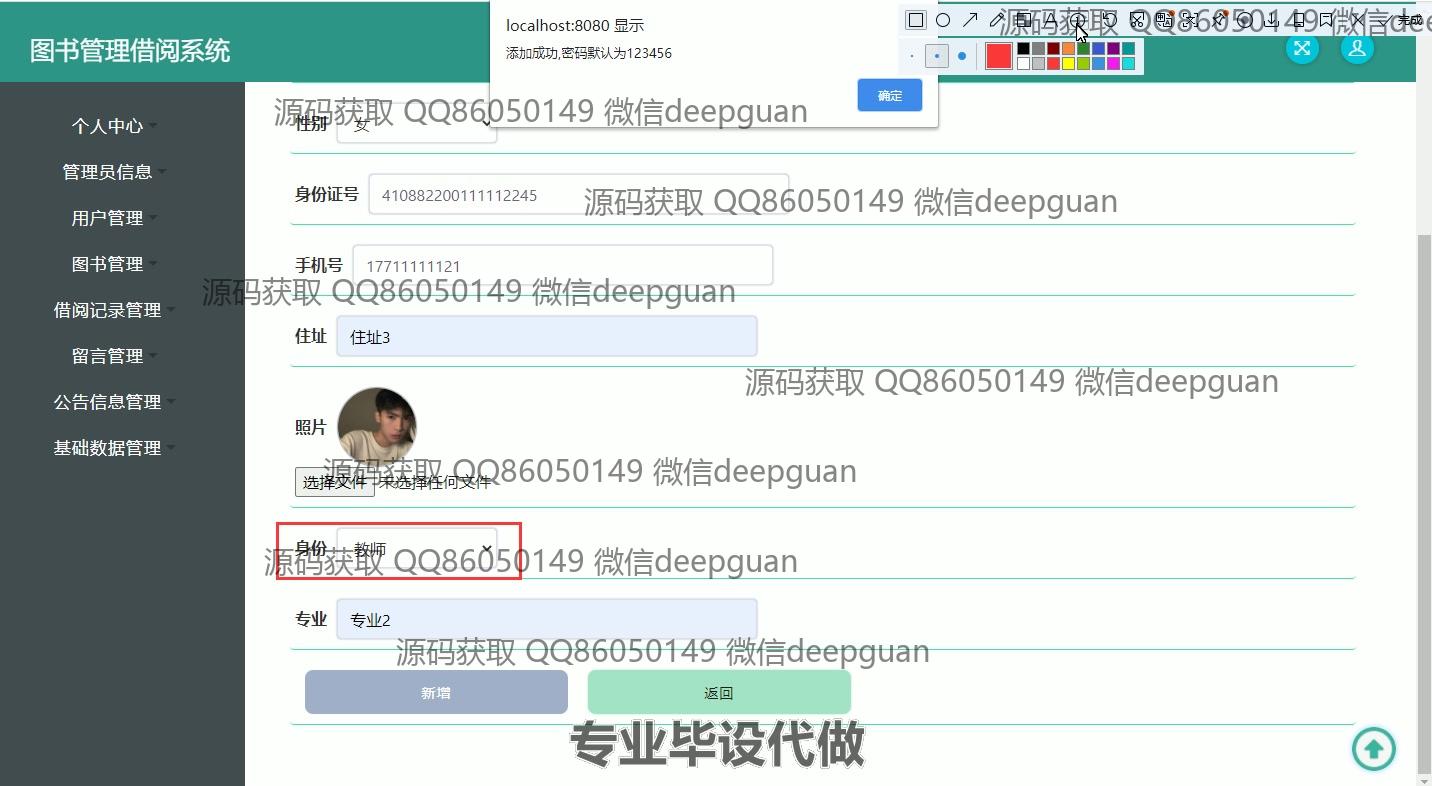 localhost:8080 显示
添加成功,密码默认为123456
确定
完成
图书管理借阅系统
个人中心
管理员信息
用户管理
图书管理
借阅记录管理
留言管理
公告信息管理
基础数据管理
源码获取 QQ86050149 微信deepguan
源码获取 QQ86050149 微信deepguan
性别 女
身份证号 410882200111112245
源码获取 QQ86050149 微信deepguan
手机号 17711111121
源码获取 QQ86050149 微信deepguan
住址 住址3
源码获取 QQ86050149 微信deepguan
照片
源码获取 QQ86050149 微信deepguan
选择文件 未选择任何文件
身份 教师
源码获取 QQ86050149 微信deepguan
专业 专业2
源码获取 QQ86050149 微信deepguan
新增
返回
专业毕设代做